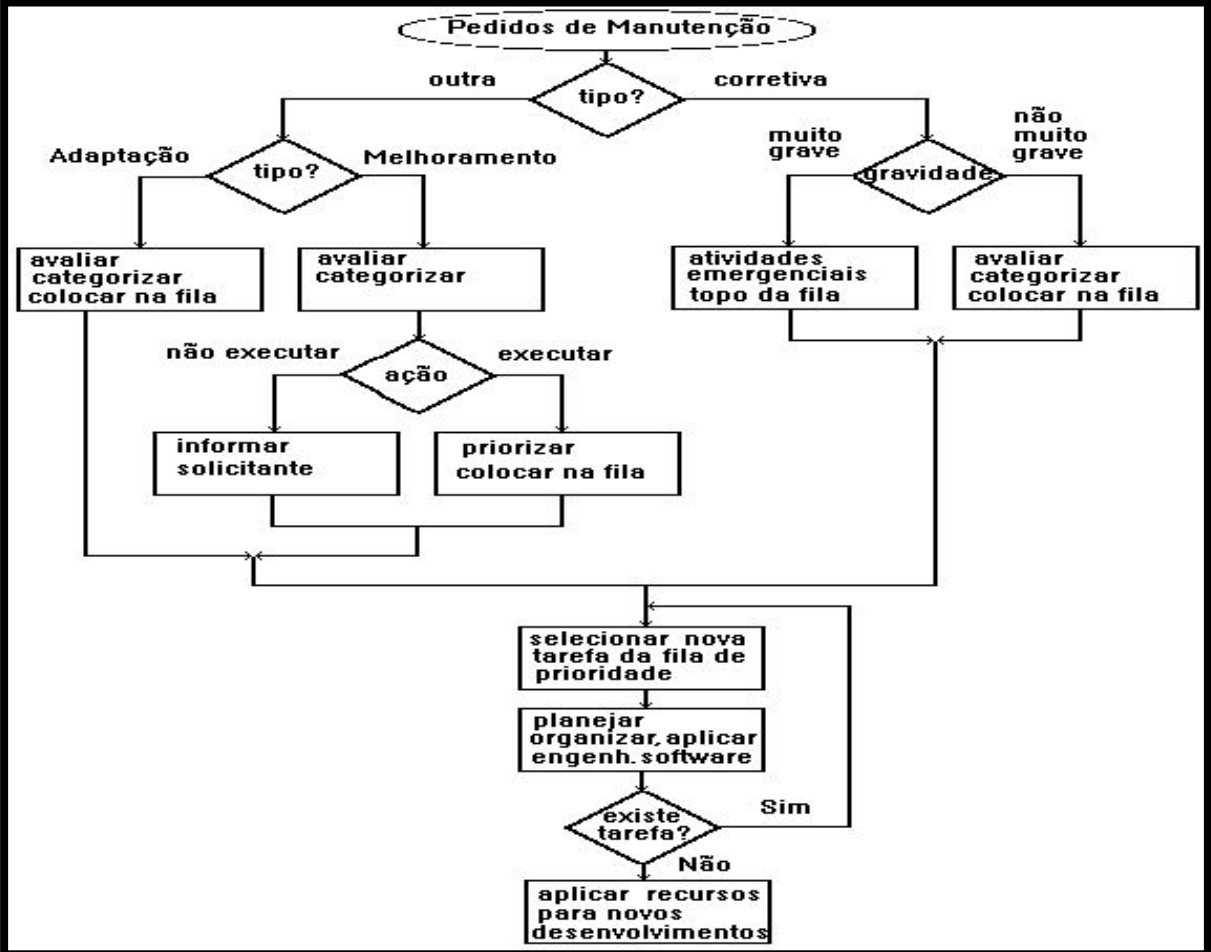 Pedidos de Manutenção
outra
tipo?
corretiva
Adaptação
tipo?
Melhoramento
muito
grave
gravidade
não
muito
grave
avaliar
categorizar
colocar na fila
avaliar
categorizar
atividades
emergenciais
topo da fila
avaliar
categorizar
colocar na fila
não executar
ação
executar
informar
solicitante
priorizar
colocar na fila
selecionar nova
tarefa da fila de
prioridade
planejar
organizar, aplicar
engenh. software
existe
tarefa?
Sim
Não
aplicar recursos
para novos
desenvolvimentos